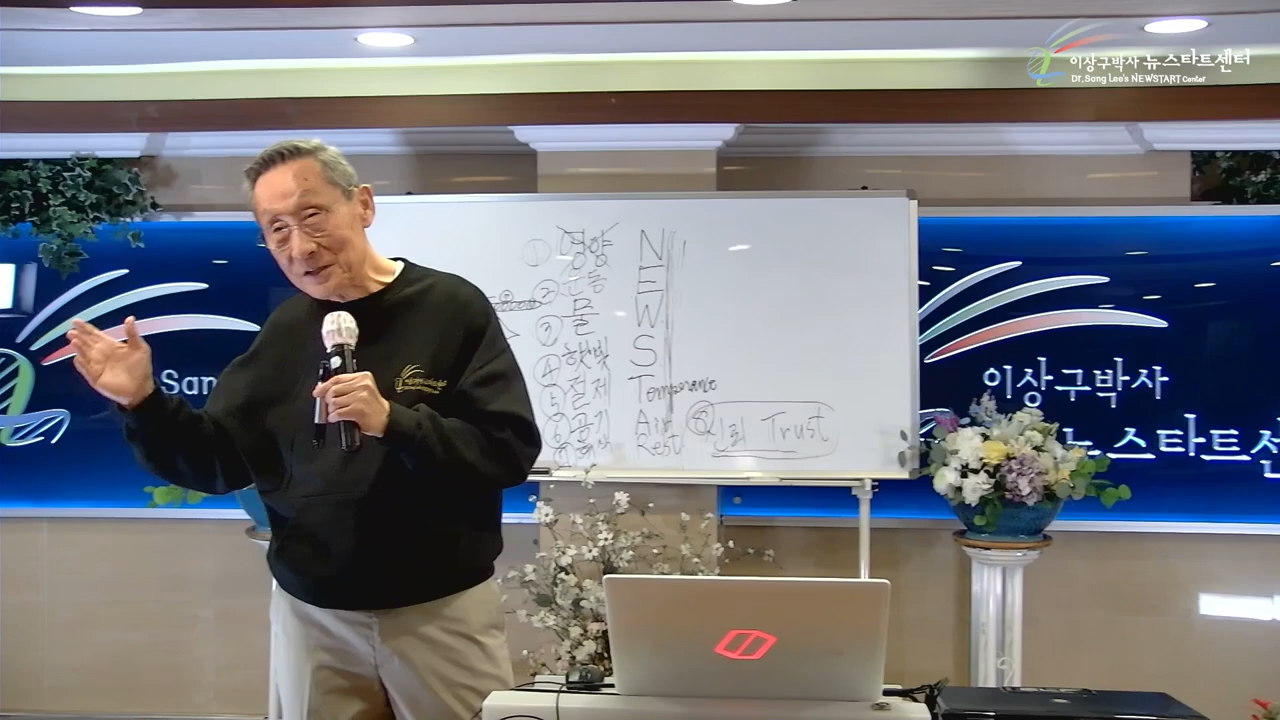 이상구박사 뉴스타트센터
Dr. Sang Lee's NEWSTART Center
① 영양 N
② 운동 E
③ 물 W
④ 햇빛 S
⑤ 절제 Temperance
⑥ 공기 Air
⑦ Rest
⑧ 신뢰 Trust
San
이상구박사
뉴스타트센